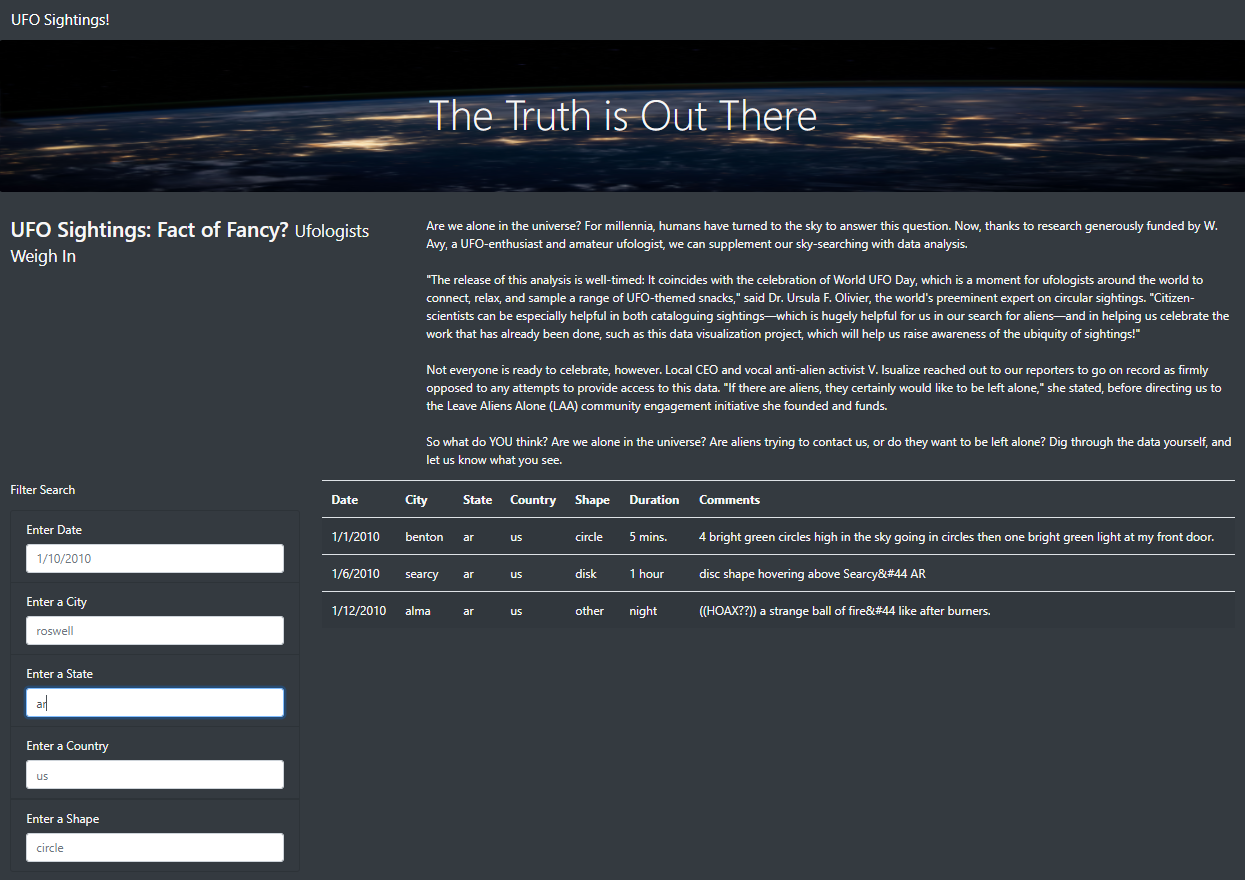 UFO Sightings!
The Truth is Out There
UFO Sightings: Fact of Fancy? Ufologists
Weigh In
Are we alone in the universe? For millennia, humans have turned to the sky to answer this question. Now, thanks to research generously funded by W.
Avy, a UFO-enthusiast and amateur ufologist, we can supplement our sky-searching with data analysis.
"The release of this analysis is well-timed: It coincides with the celebration of World UFO Day, which is a moment for ufologists around the world to
connect, relax, and sample a range of UFO-themed snacks," said Dr. Ursula F. Olivier, the world's preeminent expert on circular sightings. "Citizen-
scientists can be especially helpful in both cataloguing sightings—which is hugely helpful for us in our search for aliens—and in helping us celebrate the
work that has already been done, such as this data visualization project, which will help us raise awareness of the ubiquity of sightings!"
Not everyone is ready to celebrate, however. Local CEO and vocal anti-alien activist V. Isualize reached out to our reporters to go on record as firmly
opposed to any attempts to provide access to this data. "If there are aliens, they certainly would like to be left alone," she stated, before directing us to
the Leave Aliens Alone (LAA) community engagement initiative she founded and funds.
So what do YOU think? Are we alone in the universe? Are aliens trying to contact us, or do they want to be left alone? Dig through the data yourself, and
let us know what you see.
Filter Search
Enter Date
1/10/2010
Enter a City
roswell
Enter a State
ar
Enter a Country
us
Enter a Shape
circle
Date City State Country Shape Duration Comments
1/1/2010 benton ar us circle 5 mins. 4 bright green circles high in the sky going in circles then one bright green light at my front door.
1/6/2010 searcy ar us disk 1 hour disc shape hovering above Searcy&#44 AR
1/12/2010 alma ar us other night ((HOAX??)) a strange ball of fire&#44 like after burners.